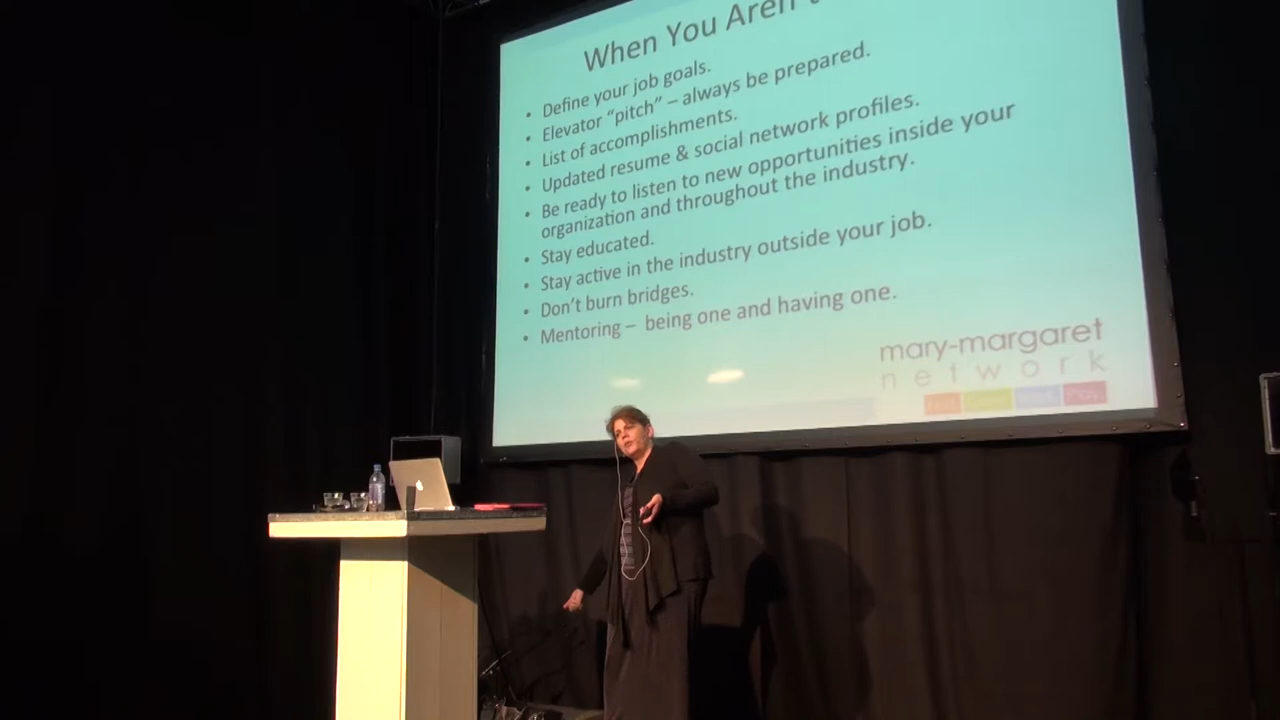 When You Aren't
• Define your job goals.
• Elevator “pitch” – always be prepared.
• List of accomplishments.
• Updated resume & social network profiles.
• Be ready to listen to new opportunities inside your
organization and throughout the industry.
• Stay educated.
• Stay active in the industry outside your job.
• Don’t burn bridges.
• Mentoring – being one and having one.
mary-margaret
network
Play